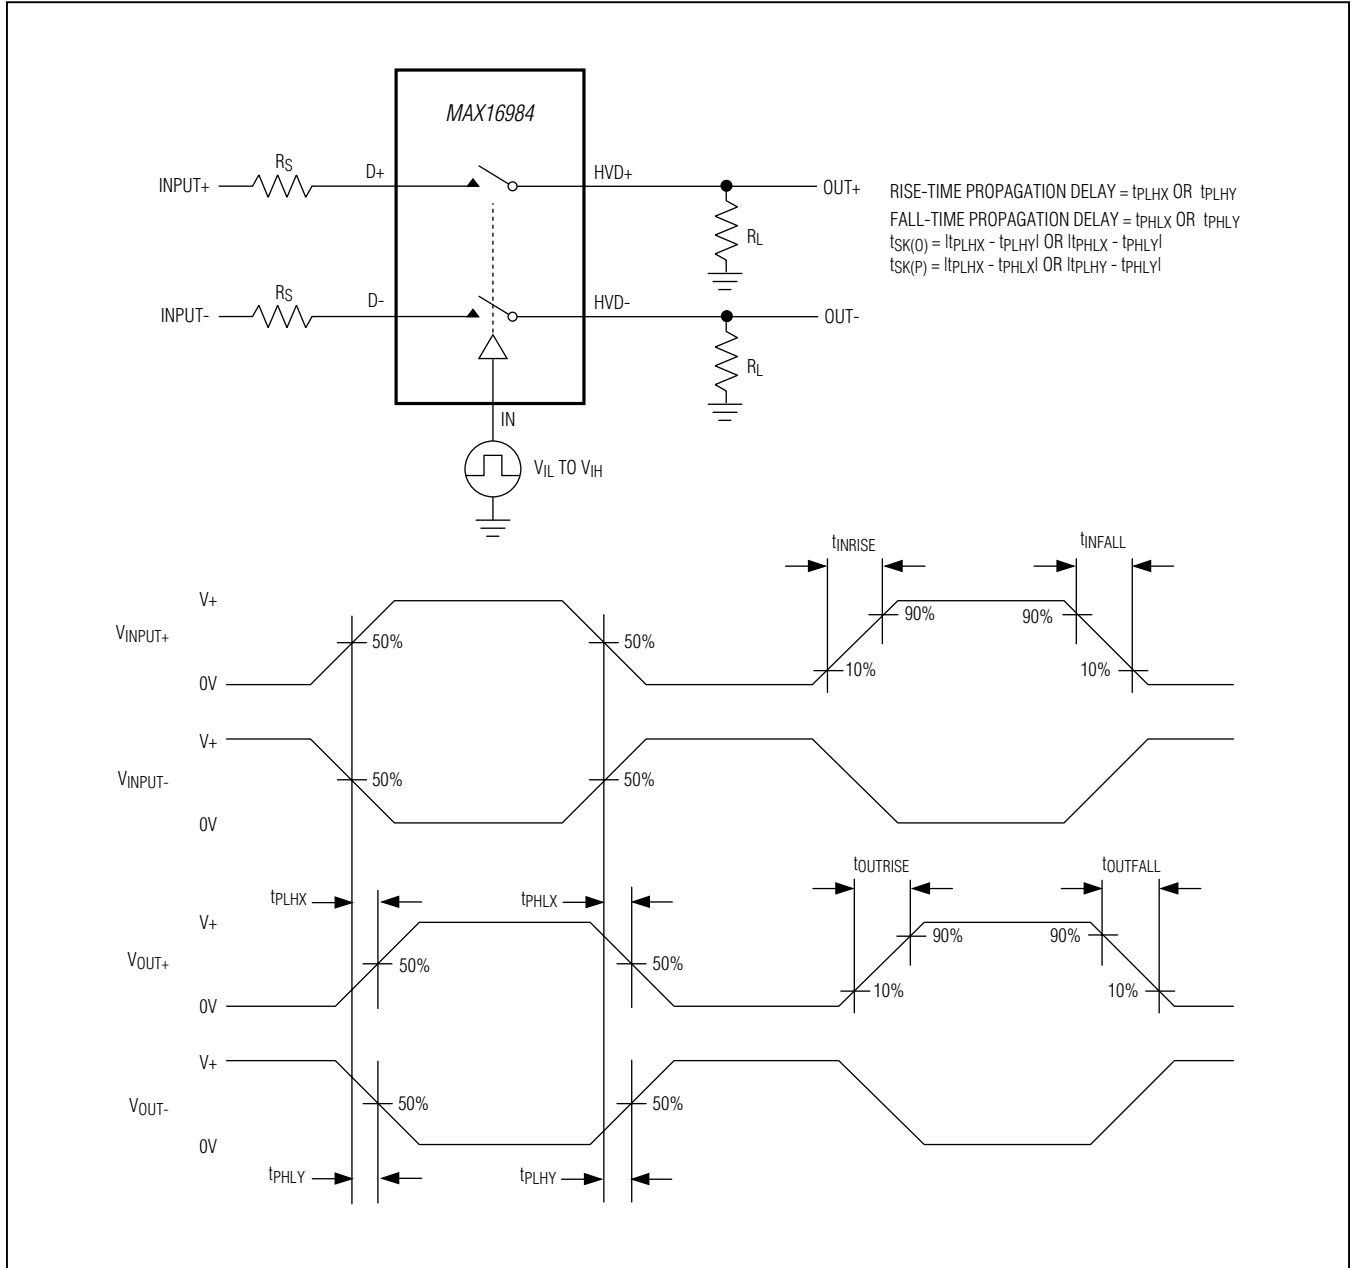 MAX16984
RS
D+
HVD+
INPUT+
OUT+
RL
RISE-TIME PROPAGATION DELAY = tPLHX OR tPLHY
FALL-TIME PROPAGATION DELAY = tPHLX OR tPHLY
tSK(O) = |tPLHX - tPLHY| OR |tPHLX - tPHLY|
tSK(P) = |tPLHX - tPHLX| OR |tPLHY - tPHLY|
RS
D-
HVD-
INPUT-
OUT-
RL
IN
VIL TO VIH
tINRISE
tINFALL
V+
VINPUT+
0V
50%
50%
90%
10%
90%
10%
V+
VINPUT-
0V
50%
50%
tPLHX
tPHLX
tOUTRISE
tOUTFALL
V+
VOUT+
0V
50%
50%
90%
10%
90%
10%
V+
VOUT-
0V
50%
50%
tPHLY
tPLHY